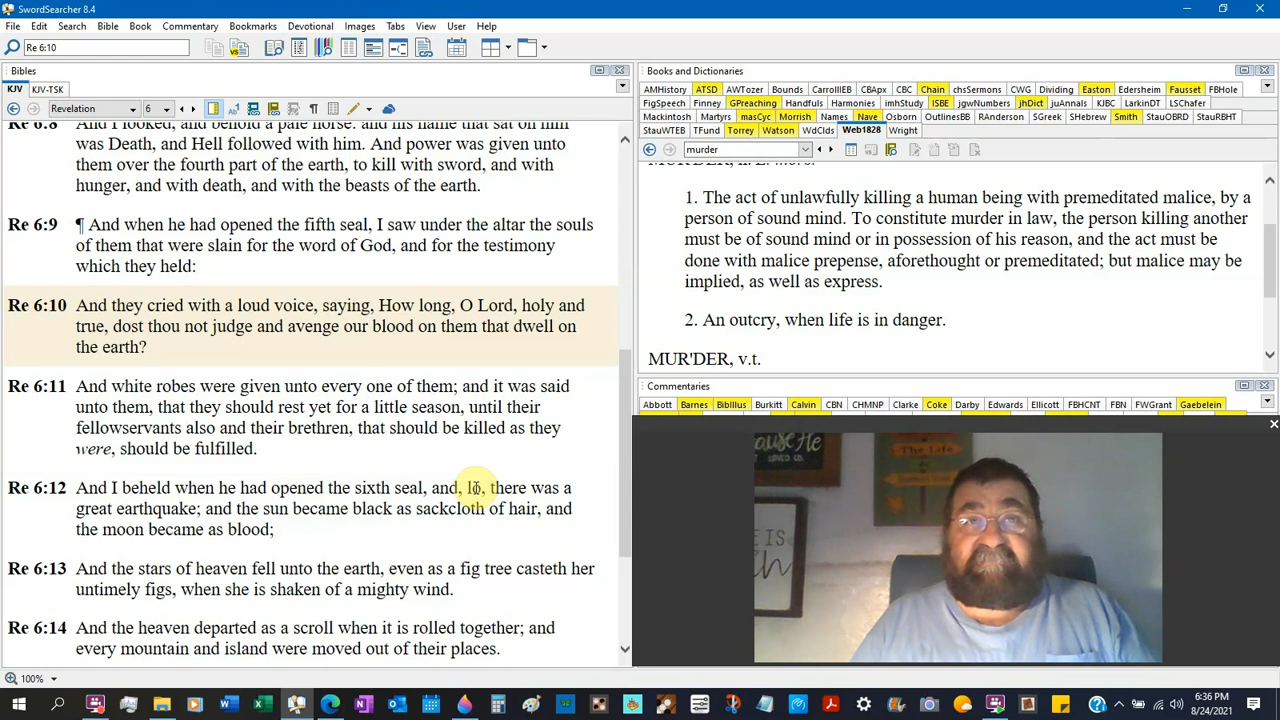 SwordSearcher 8.4
File Edit Search Bible Book Commentary Bookmarks Devotional Images Tabs View User Help
Re 6:10
Bibles
KJV KJV-TSK
Revelation 6
Re 6:8 And I looked, and behold a pale horse: and his name that sat on him
was Death, and Hell followed with him. And power was given unto
them over the fourth part of the earth, to kill with sword, and with
hunger, and with death, and with the beasts of the earth.
Re 6:9 ¶ And when he had opened the fifth seal, I saw under the altar the souls
of them that were slain for the word of God, and for the testimony
which they held:
Re 6:10 And they cried with a loud voice, saying, How long, O Lord, holy and
true, dost thou not judge and avenge our blood on them that dwell on
the earth?
Re 6:11 And white robes were given unto every one of them; and it was said
unto them, that they should rest yet for a little season, until their
fellowservants also and their brethren, that should be killed as they
were, should be fulfilled.
Re 6:12 And I beheld when he had opened the sixth seal, and, lo, there was a
great earthquake; and the sun became black as sackcloth of hair, and
the moon became as blood;
Re 6:13 And the stars of heaven fell unto the earth, even as a fig tree casteth her
untimely figs, when she is shaken of a mighty wind.
Re 6:14 And the heaven departed as a scroll when it is rolled together; and
every mountain and island were moved out of their places.
100%
Books and Dictionaries
AMHistory ATSD AWTozer Bounds CarrollEB CBApx CBC Chain chsSermons CWG Dividing Easton Edersheim Fausset FBHole
FigSpeech Finney GPreaching Handfuls Harmonies imhStudy ISBE jgwNumbers jhDict juAnnals KJBC LarkinDT LSChafer
Mackintosh Martyrs masCyc Morrish Names Nave Osborn OutlinesBB RAnderson SGreek SHebrew Smith StauOBRD StauRBHT
StauWTEB TFund Torrey Watson WdClds Web1828 Wright
murder
1. The act of unlawfully killing a human being with premeditated malice, by a
person of sound mind. To constitute murder in law, the person killing another
must be of sound mind or in possession of his reason, and the act must be
done with malice prepense, aforethought or premeditated; but malice may be
implied, as well as express.
2. An outcry, when life is in danger.
MUR'DER, v.t.
Commentaries
Abbott Barnes BibIllus Burkitt Calvin CBN CHMNP Clarke Coke Darby Edwards Ellicott FBHCNT FBN FWGrant Gaebelein
The Life
6:36 PM
8/24/2021